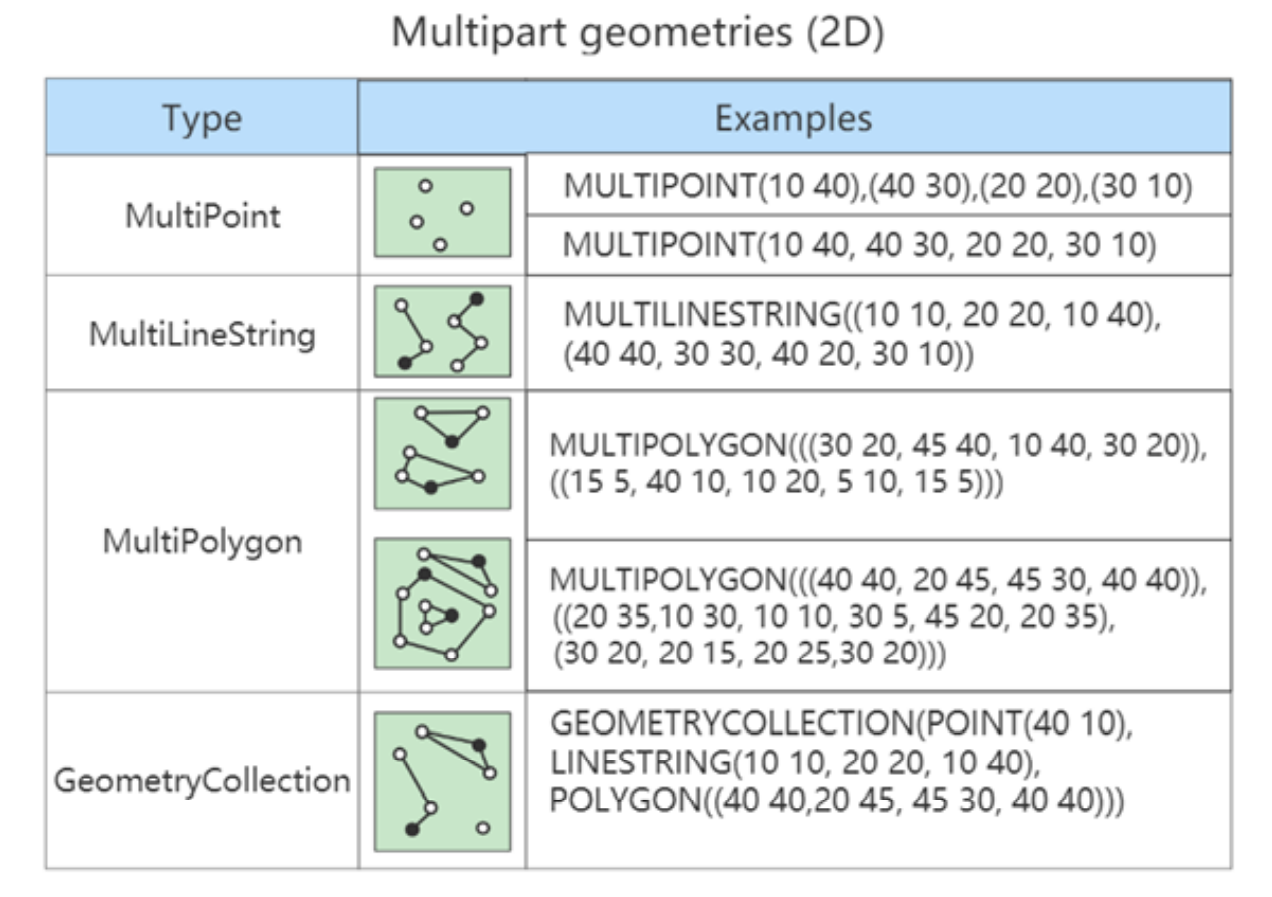 Multipart geometries (2D)
Type
Examples
MultiPoint
MULTIPOINT(10 40),(40 30),(20 20),(30 10)
MULTIPOINT(10 40, 40 30, 20 20, 30 10)
MultiLineString
MULTILINESTRING((10 10, 20 20, 10 40),
(40 40, 30 30, 40 20, 30 10))
MultiPolygon
MULTIPOLYGON(((30 20, 45 40, 10 40, 30 20)),
((15 5, 40 10, 10 20, 5 10, 15 5)))
MULTIPOLYGON(((40 40, 20 45, 45 30, 40 40)),
((20 35,10 30, 10 10, 30 5, 45 20, 20 35),
(30 20, 20 15, 20 25,30 20)))
GeometryCollection
GEOMETRYCOLLECTION(POINT(40 10),
LINESTRING(10 10, 20 20, 10 40),
POLYGON((40 40,20 45, 45 30, 40 40)))